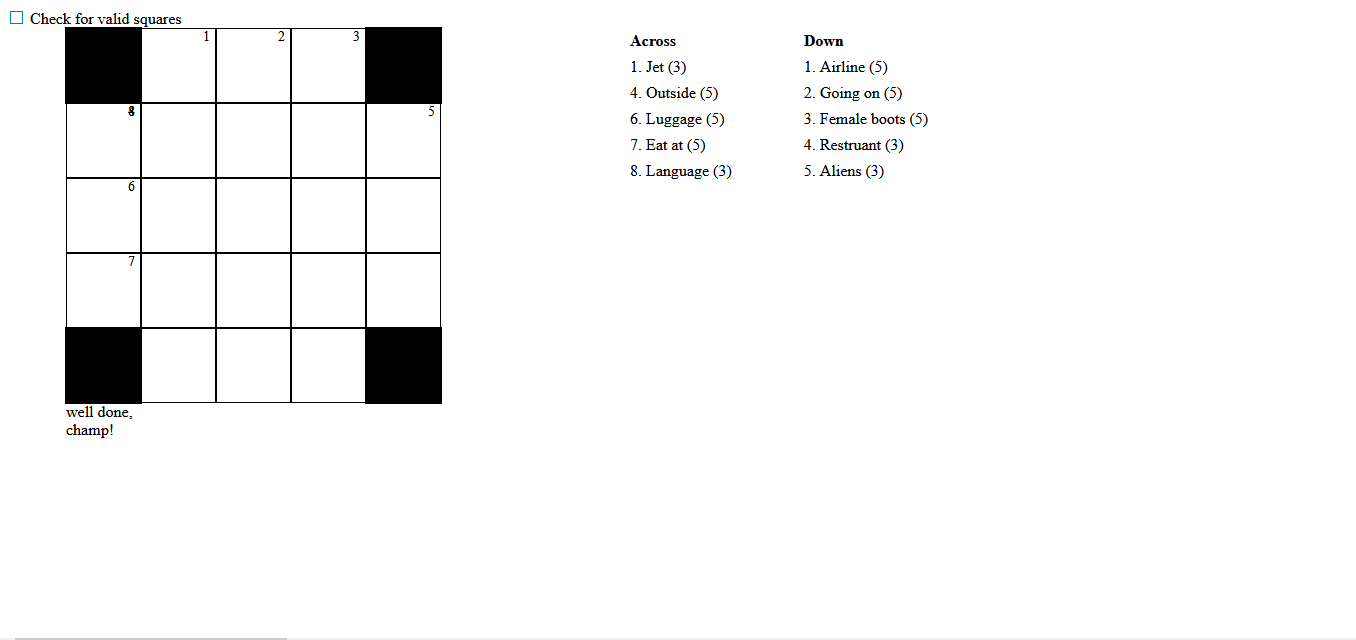 Check for valid squares
1 2 3
5
6
7
well done,
champ!
Across
1. Jet (3)
4. Outside (5)
6. Luggage (5)
7. Eat at (5)
8. Language (3)
Down
1. Airline (5)
2. Going on (5)
3. Female boots (5)
4. Restruant (3)
5. Aliens (3)